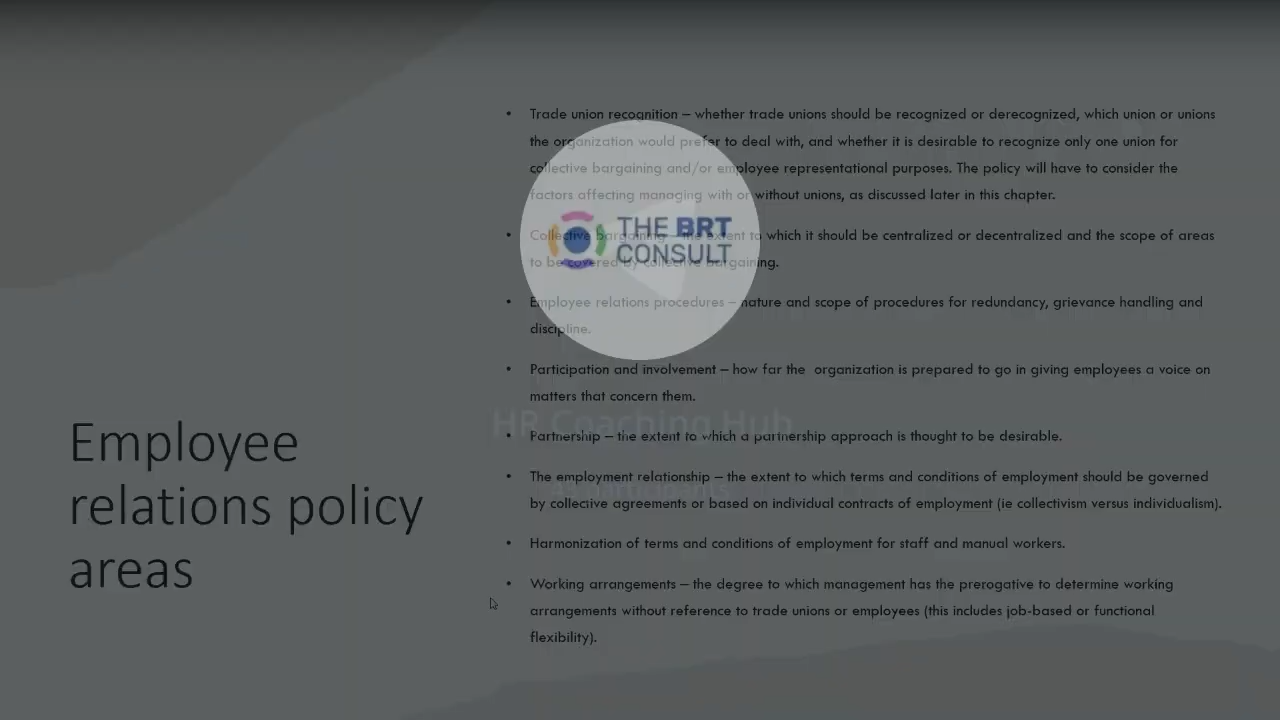 Employee
relations policy
areas
• Trade union recognition – whether trade unions should be recognized or derecognized, which union or unions
the organization would prefer to deal with, and whether it is desirable to recognize only one union for
collective bargaining and/or employee representational purposes. The policy will have to consider the
factors affecting managing with or without unions, as discussed later in this chapter.
• Collective bargaining – the extent to which it should be centralized or decentralized and the scope of areas
to be covered by collective bargaining.
• Employee relations procedures – nature and scope of procedures for redundancy, grievance handling and
discipline.
• Participation and involvement – how far the  organization is prepared to go in giving employees a voice on
matters that concern them.
• Partnership – the extent to which a partnership approach is thought to be desirable.
• The employment relationship – the extent to which terms and conditions of employment should be governed
by collective agreements or based on individual contracts of employment (ie collectivism versus individualism).
• Harmonization of terms and conditions of employment for staff and manual workers.
• Working arrangements – the degree to which management has the prerogative to determine working
arrangements without reference to trade unions or employees (this includes job-based or functional
flexibility).
THE BRT
CONSULT
HR Coaching Hub
participants